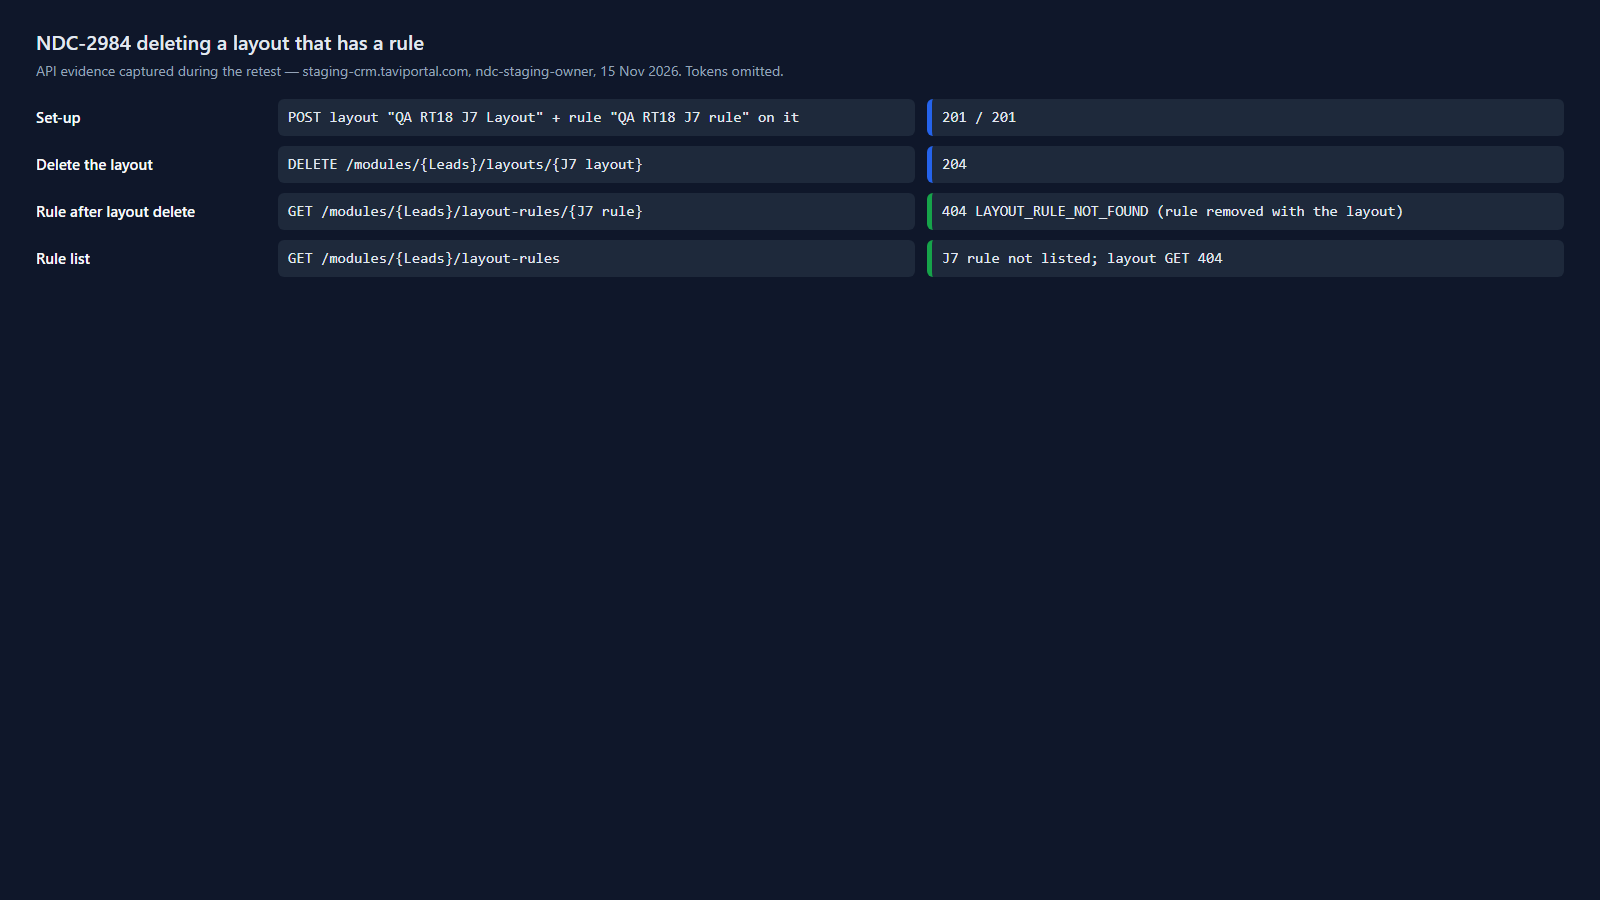 NDC-2984 deleting a layout that has a rule
API evidence captured during the retest — staging-crm.taviportal.com, ndc-staging-owner, 15 Nov 2026. Tokens omitted.
Set-up POST layout "QA RT18 J7 Layout" + rule "QA RT18 J7 rule" on it 201 / 201
Delete the layout DELETE /modules/{Leads}/layouts/{J7 layout} 204
Rule after layout delete GET /modules/{Leads}/layout-rules/{J7 rule} 404 LAYOUT_RULE_NOT_FOUND (rule removed with the layout)
Rule list GET /modules/{Leads}/layout-rules J7 rule not listed; layout GET 404